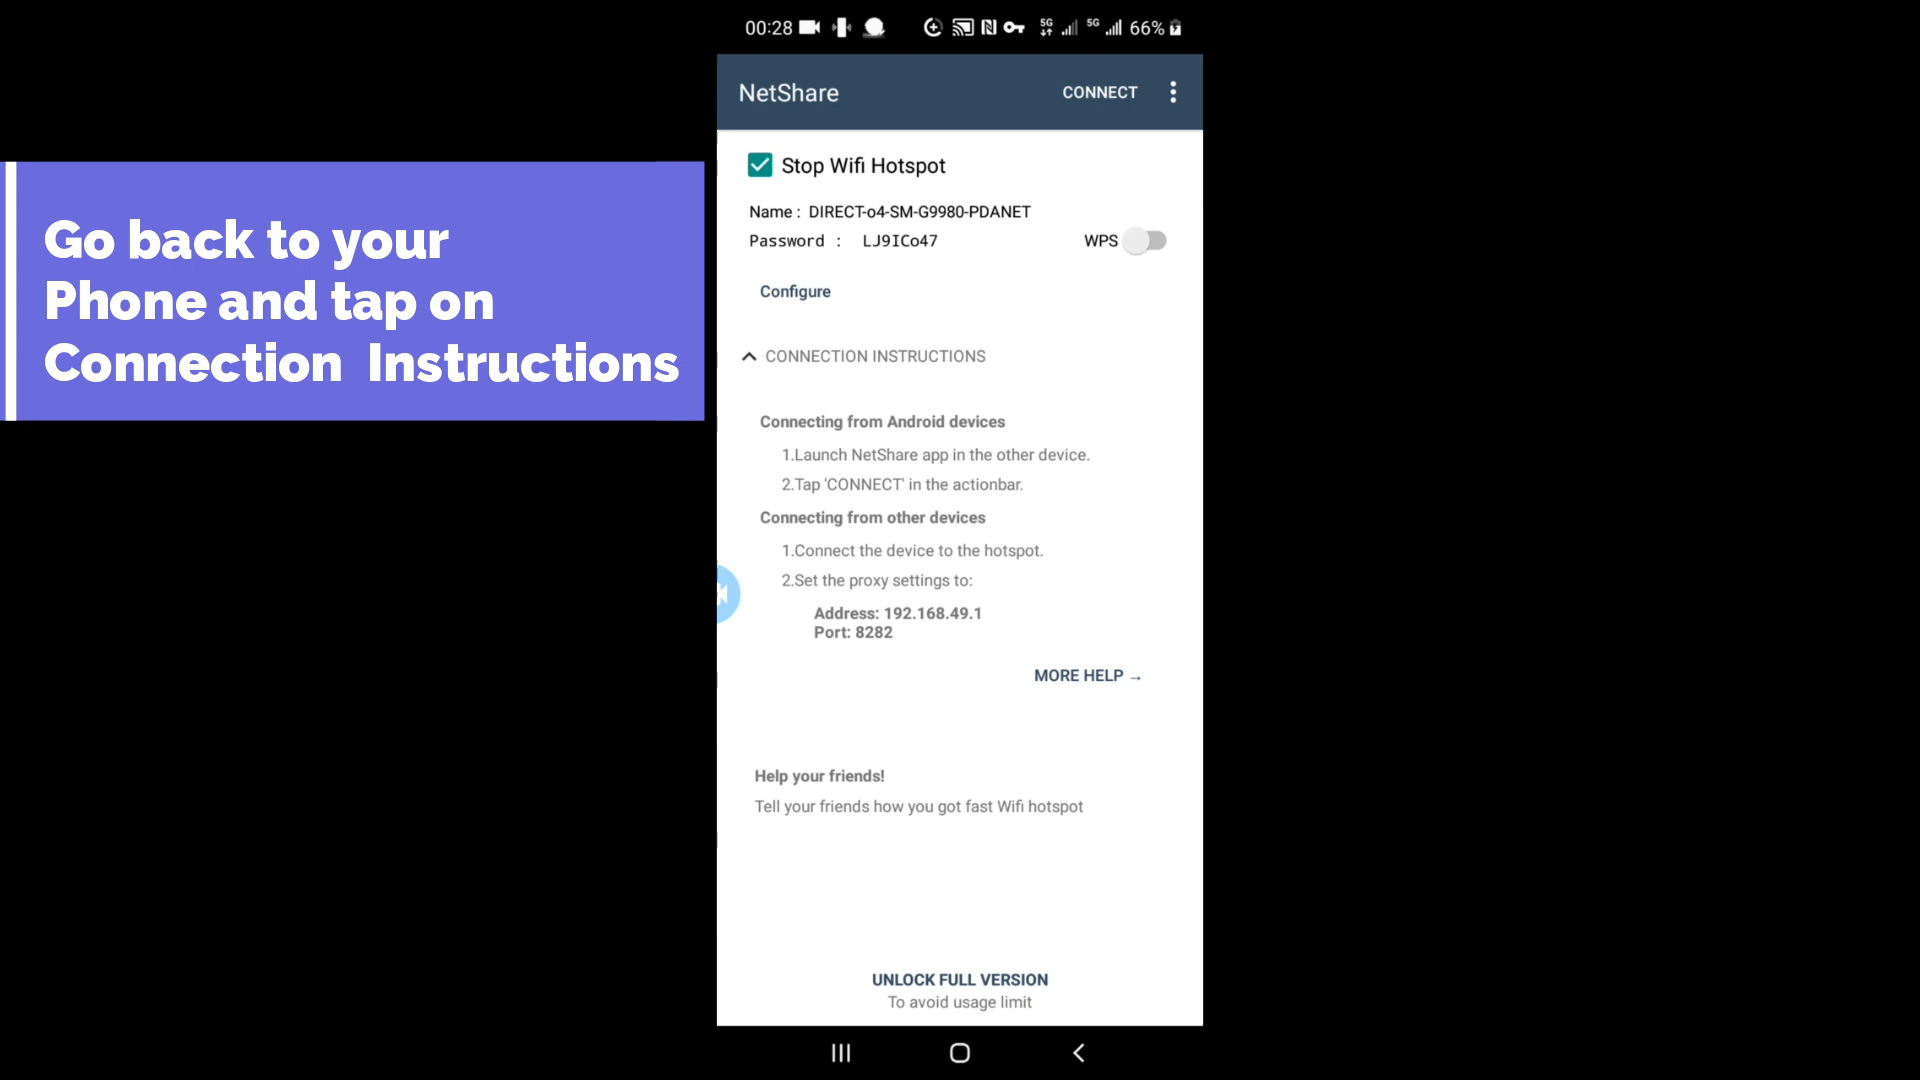 00:28
5G
5G
66%
NetShare
CONNECT
Go back to your
Phone and tap on
Connection Instructions
Stop Wifi Hotspot
Name : DIRECT-o4-SM-G9980-PDANET
Password : LJ9ICo47
WPS
Configure
CONNECTION INSTRUCTIONS
Connecting from Android devices
1.Launch NetShare app in the other device.
2.Tap 'CONNECT' in the actionbar.
Connecting from other devices
1.Connect the device to the hotspot.
2.Set the proxy settings to:
Address: 192.168.49.1
Port: 8282
MORE HELP →
Help your friends!
Tell your friends how you got fast Wifi hotspot
UNLOCK FULL VERSION
To avoid usage limit